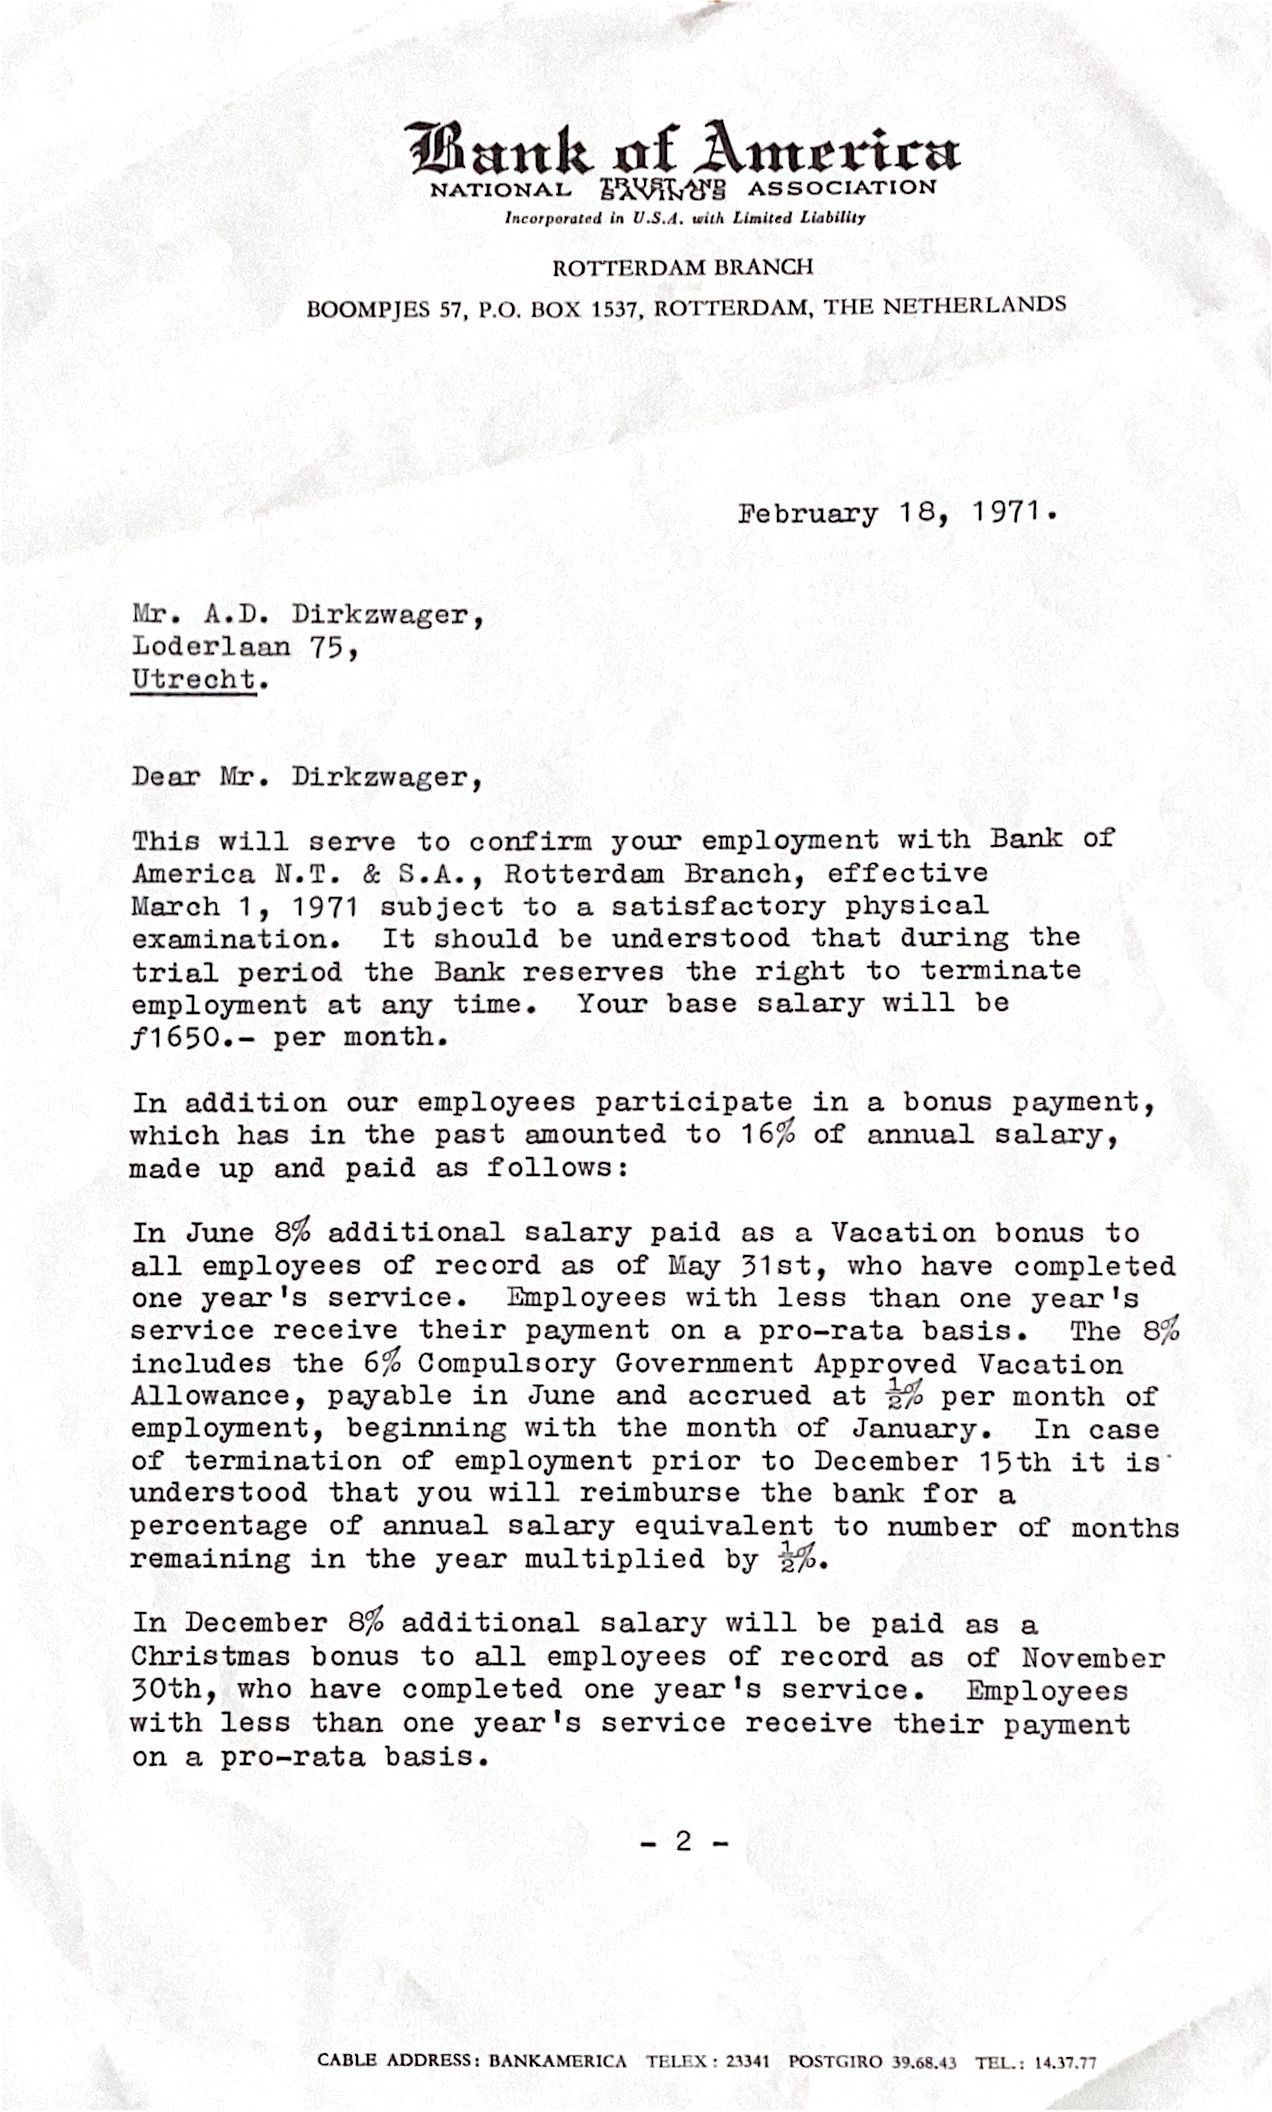 Bank of America
NATIONAL TRUST AND SAVINGS ASSOCIATION
Incorporated in U.S.A. with Limited Liability
ROTTERDAM BRANCH
BOOMPJES 57, P.O. BOX 1537, ROTTERDAM, THE NETHERLANDS
February 18, 1971.
Mr. A.D. Dirkzwager,
Loderlaan 75,
Utrecht.
Dear Mr. Dirkzwager,
This will serve to confirm your employment with Bank of
America N.T. & S.A., Rotterdam Branch, effective
March 1, 1971 subject to a satisfactory physical
examination. It should be understood that during the
trial period the Bank reserves the right to terminate
employment at any time. Your base salary will be
ƒ1650.- per month.
In addition our employees participate in a bonus payment,
which has in the past amounted to 16% of annual salary,
made up and paid as follows:
In June 8% additional salary paid as a Vacation bonus to
all employees of record as of May 31st, who have completed
one year's service. Employees with less than one year's
service receive their payment on a pro-rata basis. The 8%
includes the 6% Compulsory Government Approved Vacation
Allowance, payable in June and accrued at ½% per month of
employment, beginning with the month of January. In case
of termination of employment prior to December 15th it is
understood that you will reimburse the bank for a
percentage of annual salary equivalent to number of months
remaining in the year multiplied by ½%.
In December 8% additional salary will be paid as a
Christmas bonus to all employees of record as of November
30th, who have completed one year's service. Employees
with less than one year's service receive their payment
on a pro-rata basis.
- 2 -
CABLE ADDRESS: BANKAMERICA TELEX: 23341 POSTGIRO 39.68.43 TEL.: 14.37.77